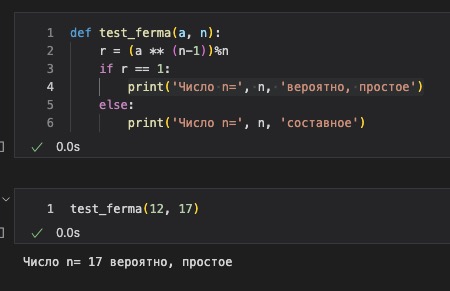 1 def test_ferma(a, n):
2 r = (a ** (n-1))%n
3 if r == 1:
4 print('Число n=', n, 'вероятно, простое')
5 else:
6 print('Число n=', n, 'составное')
0.0s
1 test_ferma(12, 17)
0.0s
Число n= 17 вероятно, простое